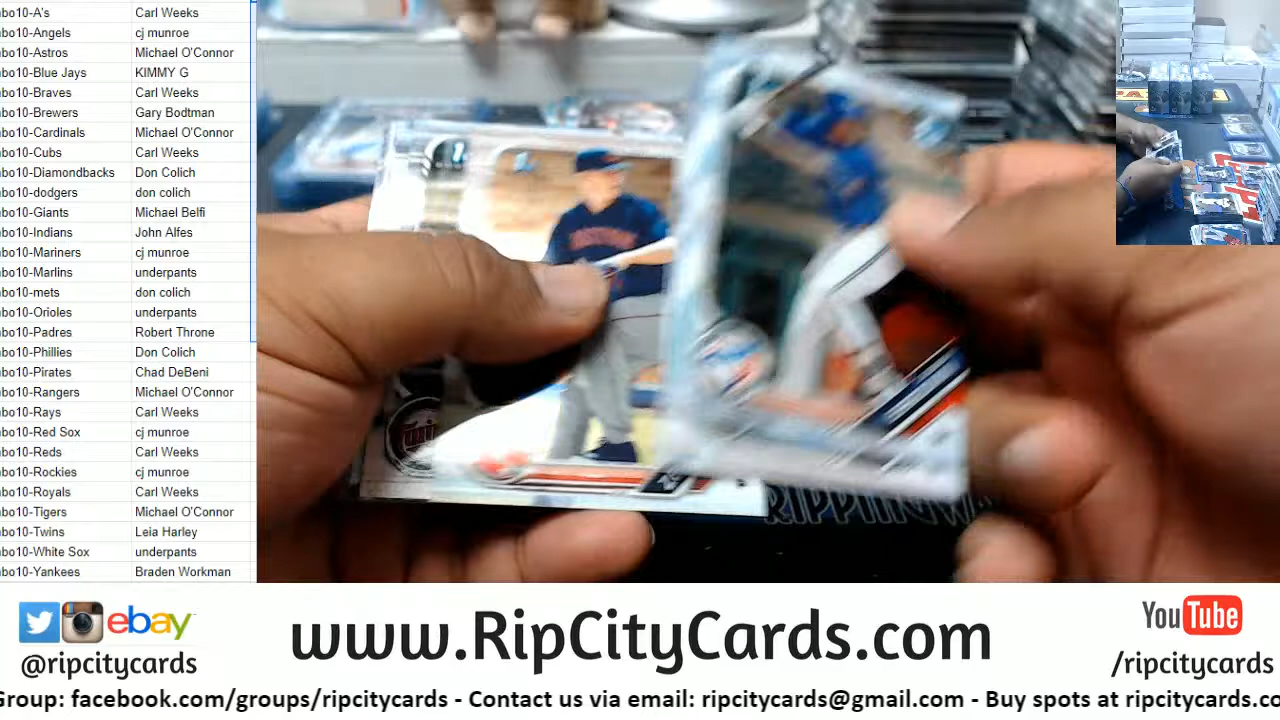 bo10-A's Carl Weeks
bo10-Angels cj munroe
bo10-Astros Michael O'Connor
bo10-Blue Jays KIMMY G
bo10-Braves Carl Weeks
bo10-Brewers Gary Bodtman
bo10-Cardinals Michael O'Connor
bo10-Cubs Carl Weeks
bo10-Diamondbacks Don Colich
bo10-dodgers don colich
bo10-Giants Michael Belfi
bo10-Indians John Alfes
bo10-Mariners cj munroe
bo10-Marlins underpants
bo10-mets don colich
bo10-Orioles underpants
bo10-Padres Robert Throne
bo10-Phillies Don Colich
bo10-Pirates Chad DeBeni
bo10-Rangers Michael O'Connor
bo10-Rays Carl Weeks
bo10-Red Sox cj munroe
bo10-Reds Carl Weeks
bo10-Rockies cj munroe
bo10-Royals Carl Weeks
bo10-Tigers Michael O'Connor
bo10-Twins Leia Harley
bo10-White Sox underpants
bo10-Yankees Braden Workman
ebay
@ripcitycards
www.RipCityCards.com
YouTube
/ripcitycards
Group: facebook.com/groups/ripcitycards - Contact us via email: ripcitycards@gmail.com - Buy spots at ripcitycards.co